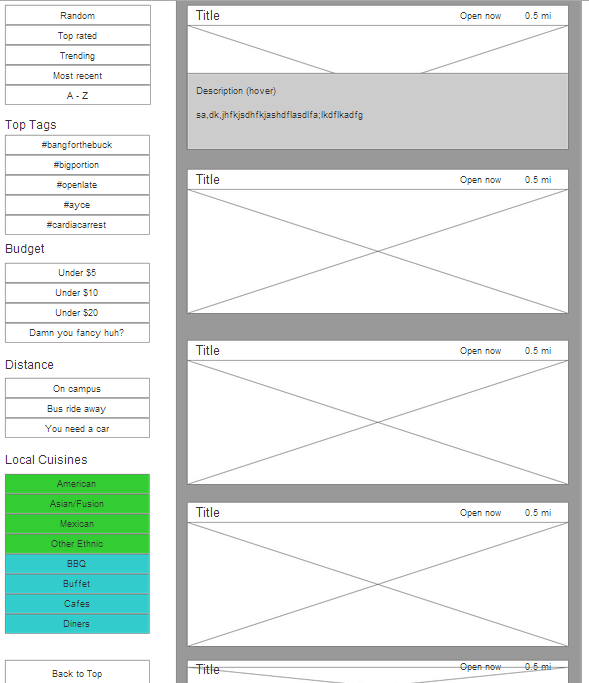 Random
Top rated
Trending
Most recent
A - Z
Top Tags
#bangforthebuck
#bigportion
#openlate
#ayce
#cardiacarrest
Budget
Under $5
Under $10
Under $20
Damn you fancy huh?
Distance
On campus
Bus ride away
You need a car
Local Cuisines
American
Asian/Fusion
Mexican
Other Ethnic
BBQ
Buffet
Cafes
Diners
Back to Top
Title Open now 0.5 mi
Description (hover)
sa,dk,jhfkjsdhfkjashdflasdlfa;lkdflkadfg
Title Open now 0.5 mi
Title Open now 0.5 mi
Title Open now 0.5 mi
Title Open now 0.5 mi